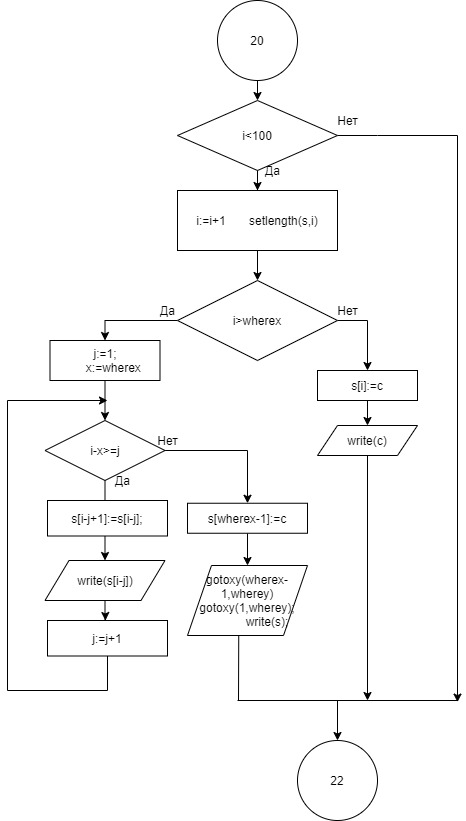 20
i<100
Нет
Да
i:=i+1 setlength(s,i)
i>wherex
Да
Нет
j:=1;
x:=wherex
s[i]:=c
write(c)
i-x>=j
Нет
Да
s[i-j+1]:=s[i-j];
s[wherex-1]:=c
write(s[i-j])
gotoxy(wherex-
1,wherey)
gotoxy(1,wherey);
write(s);
j:=j+1
22